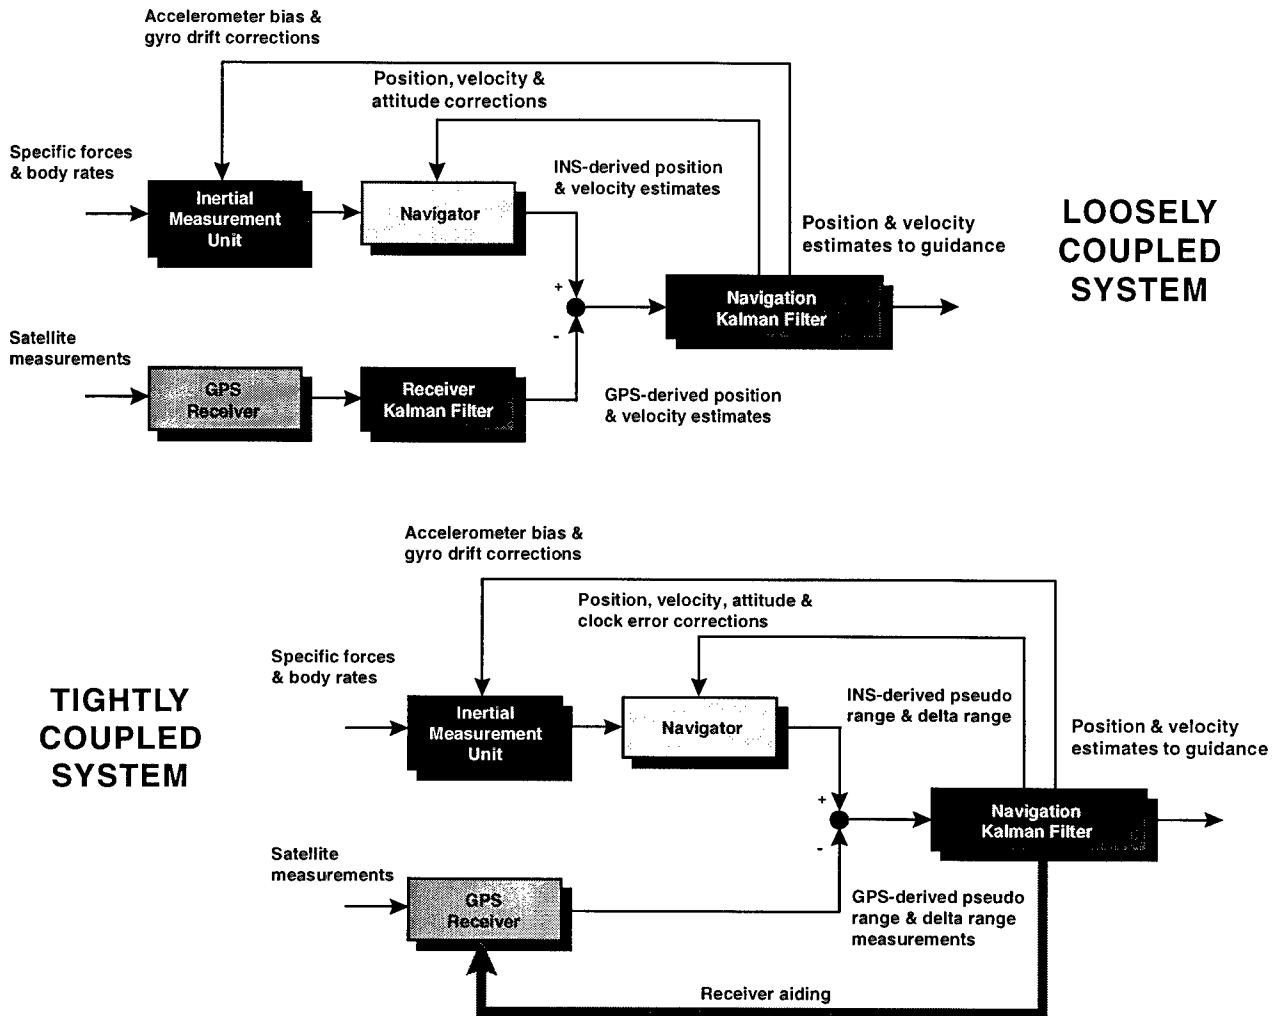 Accelerometer bias &
gyro drift corrections
Position, velocity &
attitude corrections
Specific forces
& body rates
Inertial
Measurement
Unit
Navigator
INS-derived position
& velocity estimates
Position & velocity
estimates to guidance
LOOSELY
COUPLED
SYSTEM
+
-
Navigation
Kalman Filter
Satellite
measurements
GPS
Receiver
Receiver
Kalman Filter
GPS-derived position
& velocity estimates
Accelerometer bias &
gyro drift corrections
Position, velocity, attitude &
clock error corrections
Specific forces
& body rates
TIGHTLY
COUPLED
SYSTEM
Inertial
Measurement
Unit
Navigator
INS-derived pseudo
range & delta range
Position & velocity
estimates to guidance
+
-
Navigation
Kalman Filter
Satellite
measurements
GPS
Receiver
GPS-derived pseudo
range & delta range
measurements
Receiver aiding